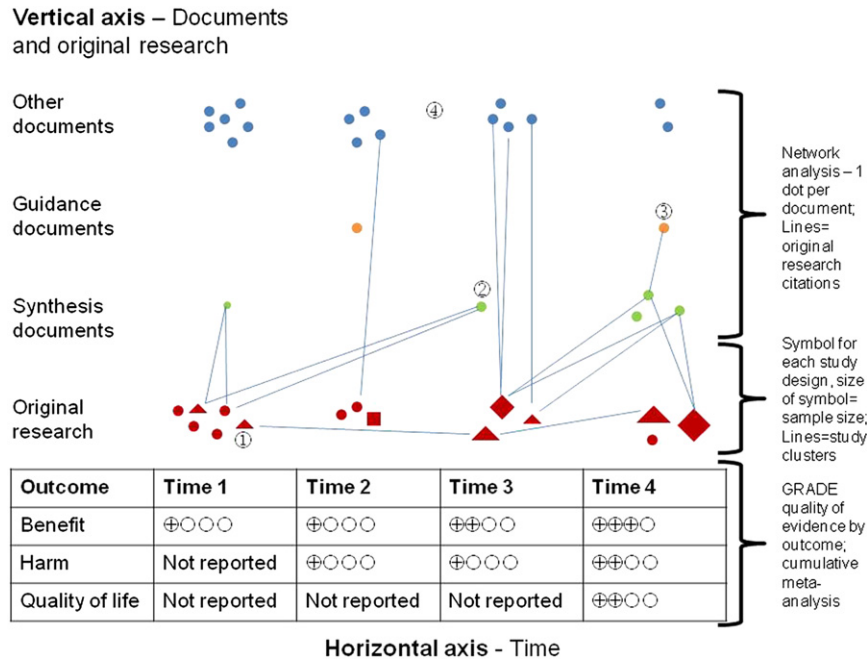 Vertical axis – Documents
and original research
Other
documents
④
Guidance
documents
③
Synthesis
documents
②
Original
research
①
Network
analysis – 1
dot per
document;
Lines=
original
research
citations
Symbol for
each study
design, size
of symbol=
sample size;
Lines=study
clusters
GRADE
quality of
evidence by
outcome;
cumulative
meta-
analysis
Outcome Time 1 Time 2 Time 3 Time 4
Benefit ⊕○○○ ⊕○○○ ⊕⊕○○ ⊕⊕⊕○
Harm Not reported ⊕○○○ ⊕○○○ ⊕⊕○○
Quality of life Not reported Not reported Not reported ⊕⊕○○
Horizontal axis - Time